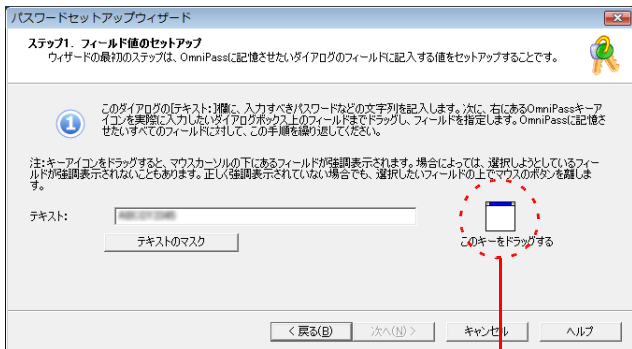 パスワードセットアップウィザード
ステップ1. フィールド値のセットアップ
ウィザードの最初のステップは、OmniPassに記憶させたいダイアログのフィールドに記入する値をセットアップすることです。
このダイアログの[テキスト:]欄に、入力すべきパスワードなどの文字列を記入します。次に、右にあるOmniPassキーア
イコンを実際に入力したいダイアログボックス上のフィールドまでドラッグし、フィールドを指定します。OmniPassに記憶さ
せたいすべてのフィールドに対して、この手順を繰り返してください。
注:キーアイコンをドラッグすると、マウスカーソルの下にあるフィールドが強調表示されます。場合によっては、選択しようとしているフィー
ルドが強調表示されないこともあります。正しく強調表示されていない場合でも、選択したいフィールドの上でマウスのボタンを離しま
す。
テキスト:
テキストのマスク
このキーをドラッグする
< 戻る(B)
次へ(N) >
キャンセル
ヘルプ